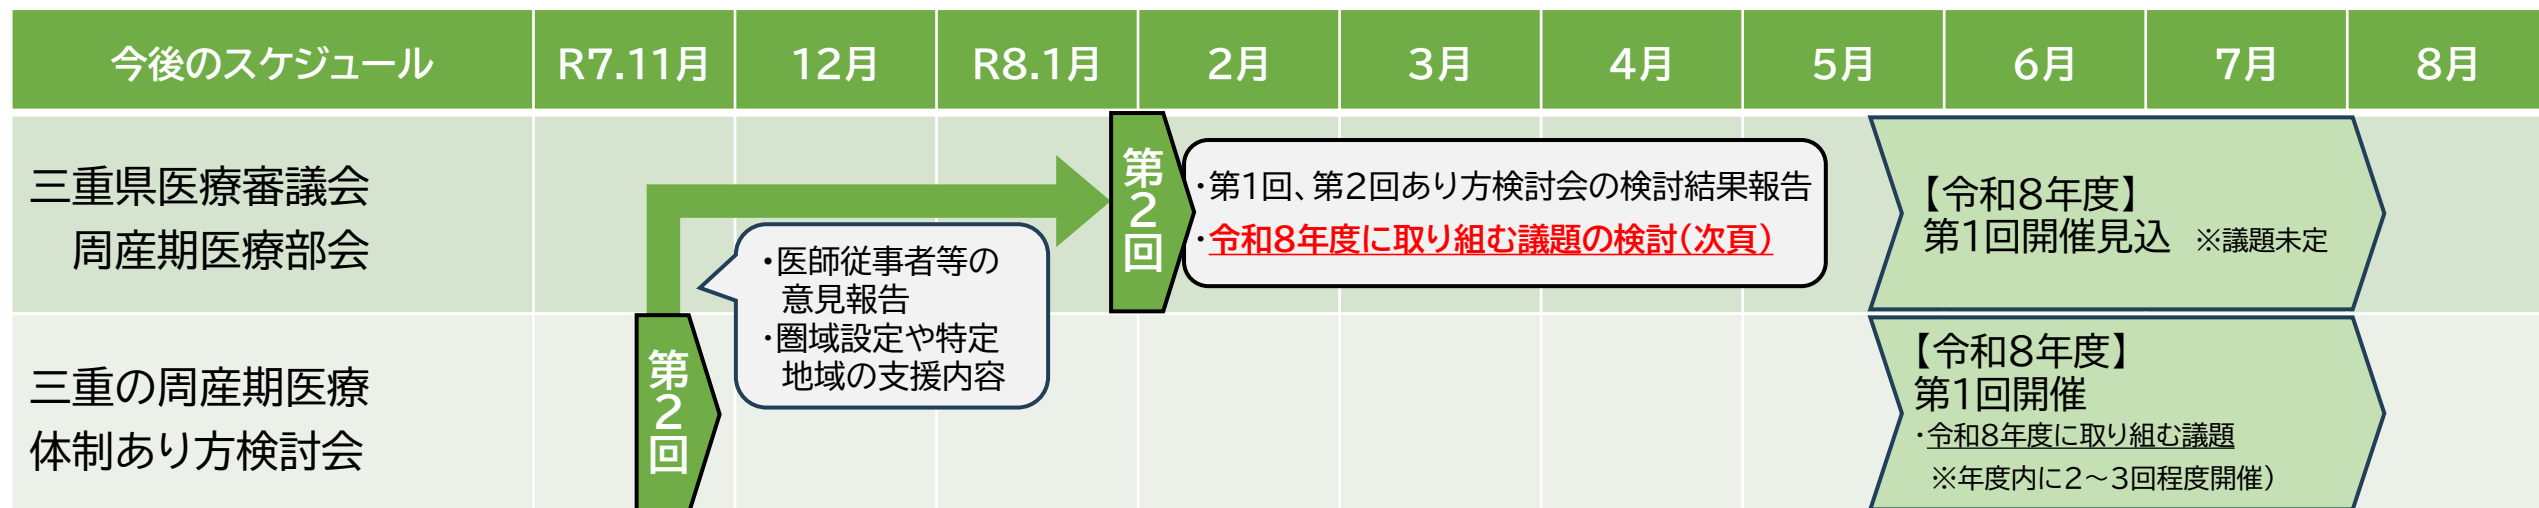 今後のスケジュール R7.11月 12月 R8.1月 2月 3月 4月 5月 6月 7月 8月
三重県医療審議会
周産期医療部会
第2回
・第1回、第2回あり方検討会の検討結果報告
・令和8年度に取り組む議題の検討(次頁)
【令和8年度】
第1回開催見込 ※議題未定
・医師従事者等の
意見報告
・圏域設定や特定
地域の支援内容
三重の周産期医療
体制あり方検討会
第2回
【令和8年度】
第1回開催
・令和8年度に取り組む議題
※年度内に2~3回程度開催)